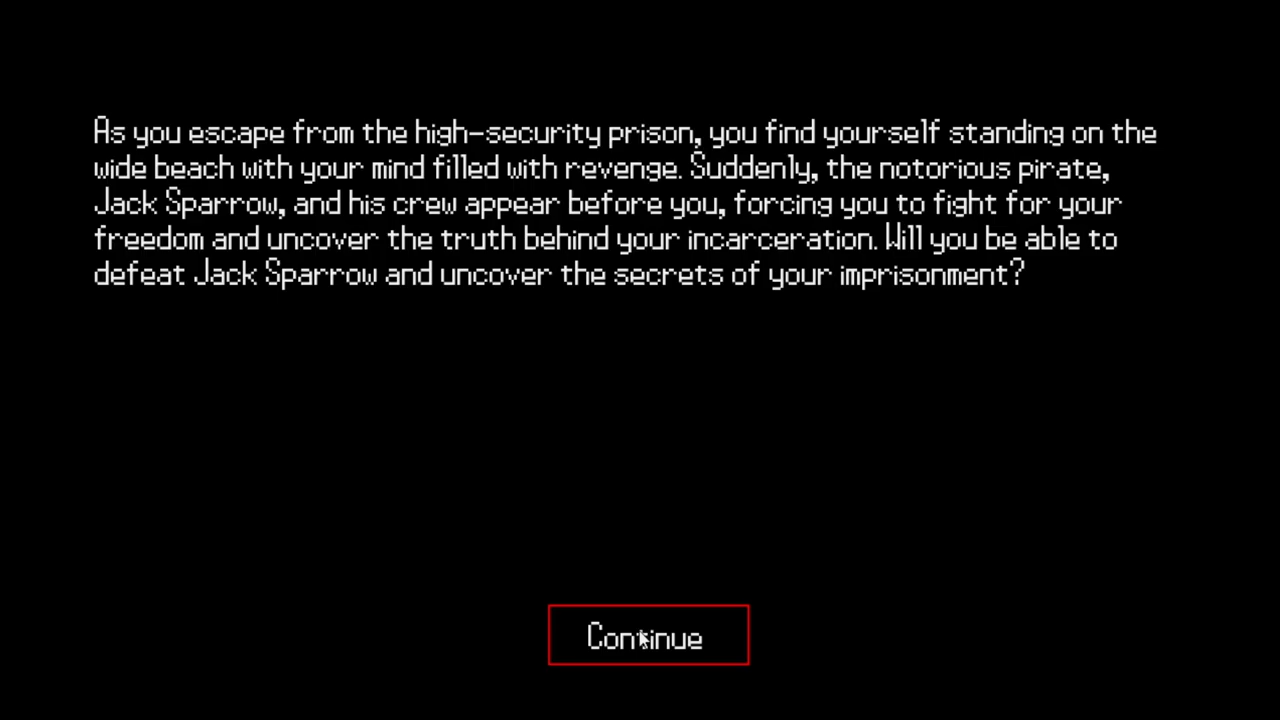 As you escape from the high-security prison, you find yourself standing on the
wide beach with your mind filled with revenge. Suddenly, the notorious pirate,
Jack Sparrow, and his crew appear before you, forcing you to fight for your
freedom and uncover the truth behind your incarceration. Will you be able to
defeat Jack Sparrow and uncover the secrets of your imprisonment?
Continue